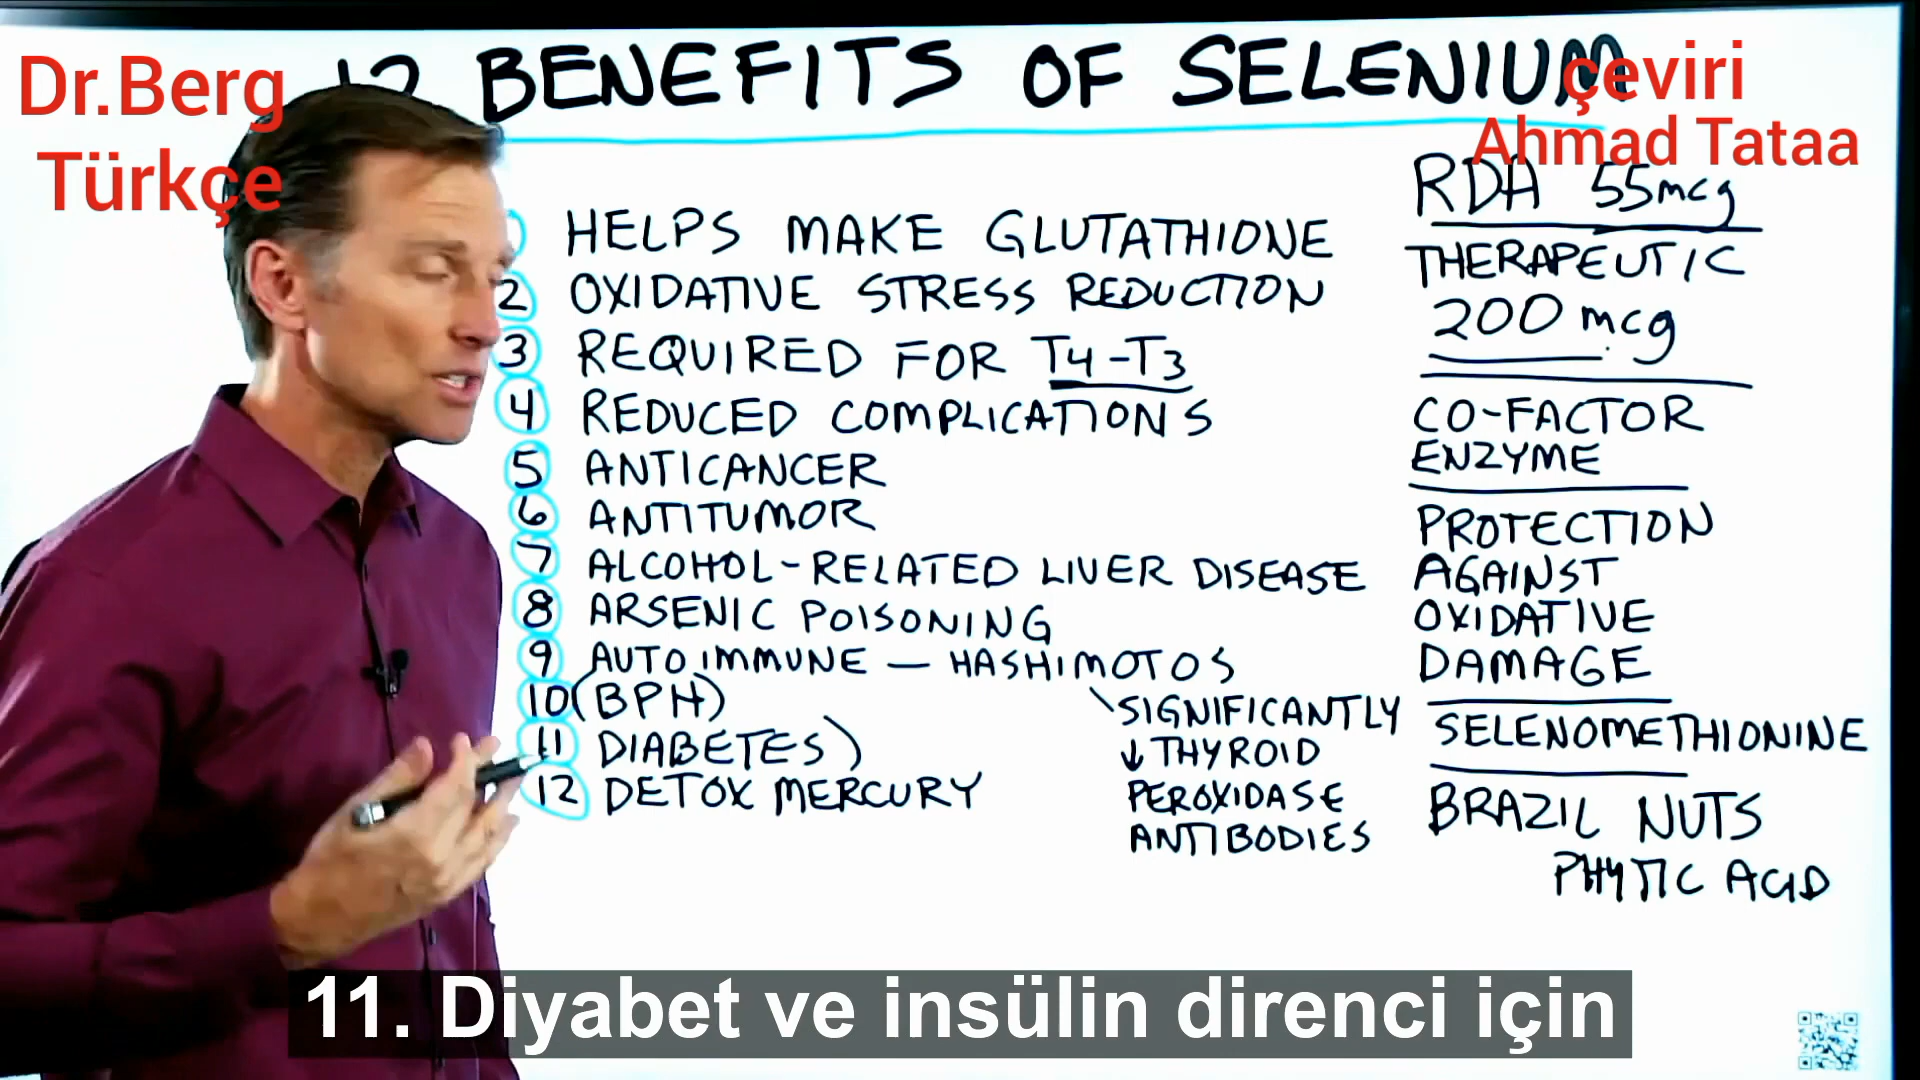 Dr.Berg
Türkçe
çeviri
Ahmad Tataa
12 BENEFITS OF SELENIUM
HELPS MAKE GLUTATHIONE
2 OXIDATIVE STRESS REDUCTION
3 REQUIRED FOR T4-T3
4 REDUCED COMPLICATIONS
5 ANTICANCER
6 ANTITUMOR
7 ALCOHOL-RELATED LIVER DISEASE
8 ARSENIC POISONING
9 AUTOIMMUNE — HASHIMOTOS
SIGNIFICANTLY
↓ THYROID
PEROXIDASE
ANTIBODIES
10 (BPH)
11 DIABETES)
12 DETOX MERCURY
RDA 55mcg
THERAPEUTIC
200 mcg
CO-FACTOR
ENZYME
PROTECTION
AGAINST
OXIDATIVE
DAMAGE
SELENOMETHIONINE
BRAZIL NUTS
PHYTIC ACID
11. Diyabet ve insülin direnci için